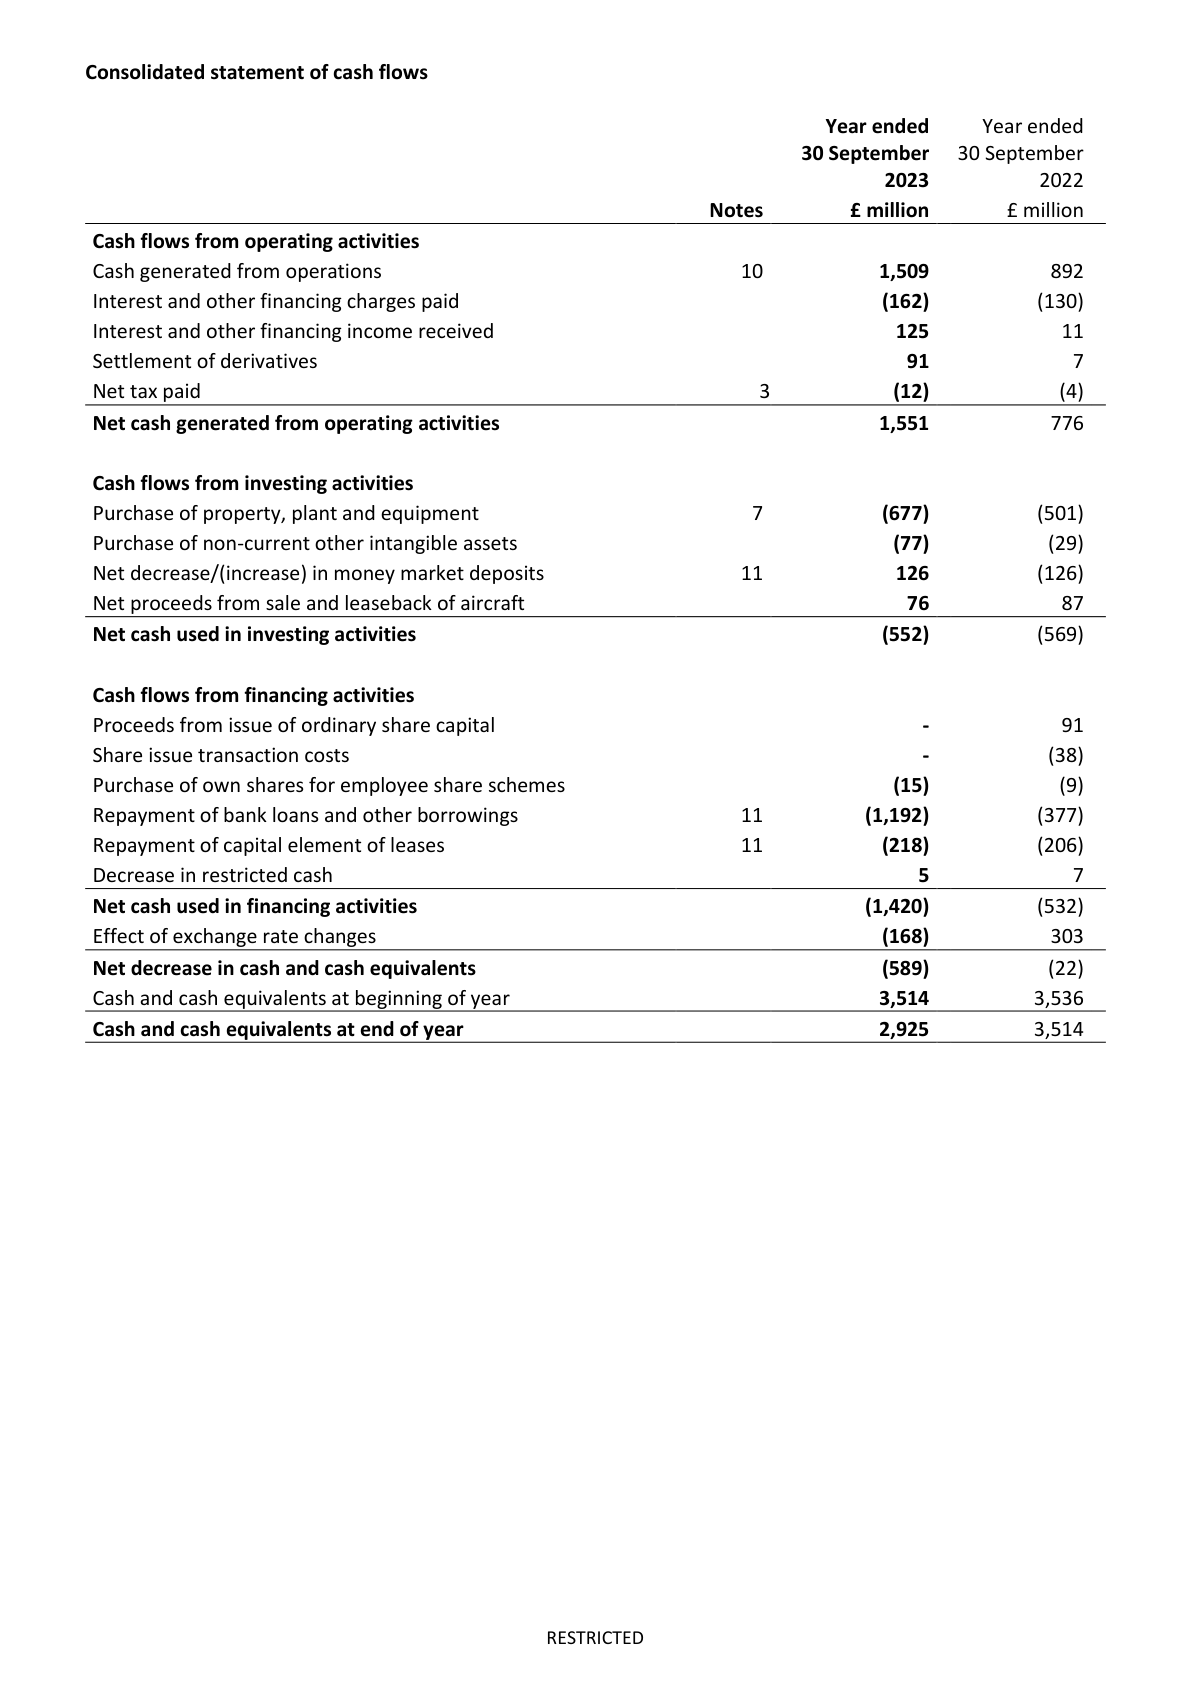 Consolidated statement of cash flows
Year ended Year ended
30 September 30 September
2023 2022
Notes £ million £ million
Cash flows from operating activities
Cash generated from operations 10 1,509 892
Interest and other financing charges paid (162) (130)
Interest and other financing income received 125 11
Settlement of derivatives 91 7
Net tax paid 3 (12) (4)
Net cash generated from operating activities 1,551 776
Cash flows from investing activities
Purchase of property, plant and equipment 7 (677) (501)
Purchase of non-current other intangible assets (77) (29)
Net decrease/(increase) in money market deposits 11 126 (126)
Net proceeds from sale and leaseback of aircraft 76 87
Net cash used in investing activities (552) (569)
Cash flows from financing activities
Proceeds from issue of ordinary share capital - 91
Share issue transaction costs - (38)
Purchase of own shares for employee share schemes (15) (9)
Repayment of bank loans and other borrowings 11 (1,192) (377)
Repayment of capital element of leases 11 (218) (206)
Decrease in restricted cash 5 7
Net cash used in financing activities (1,420) (532)
Effect of exchange rate changes (168) 303
Net decrease in cash and cash equivalents (589) (22)
Cash and cash equivalents at beginning of year 3,514 3,536
Cash and cash equivalents at end of year 2,925 3,514
RESTRICTED